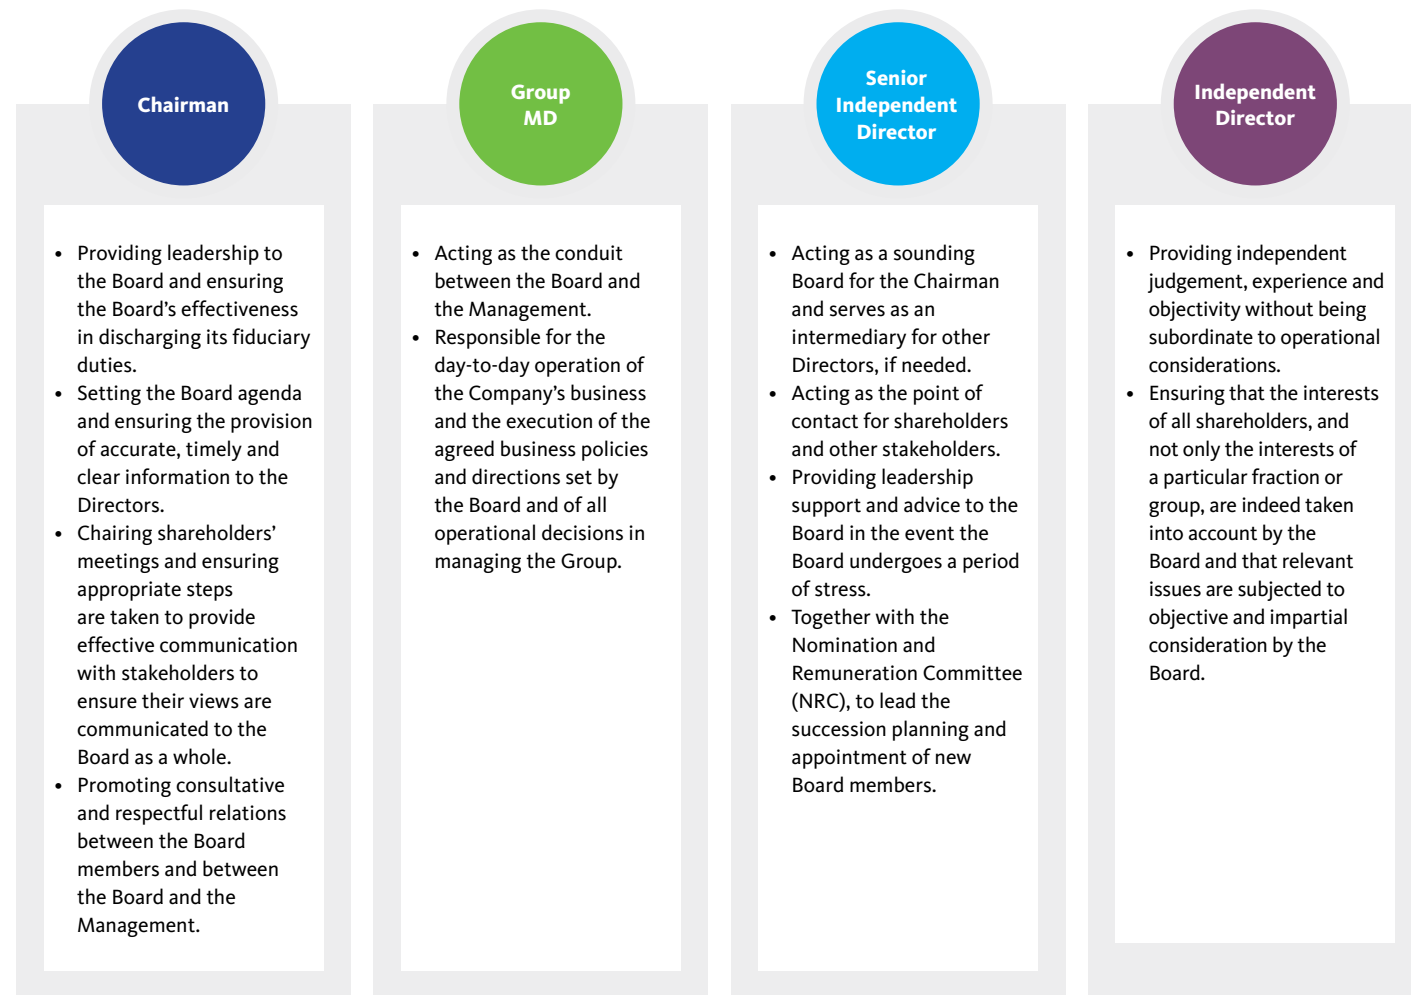 Chairman
• Providing leadership to
the Board and ensuring
the Board’s effectiveness
in discharging its fiduciary
duties.
• Setting the Board agenda
and ensuring the provision
of accurate, timely and
clear information to the
Directors.
• Chairing shareholders’
meetings and ensuring
appropriate steps
are taken to provide
effective communication
with stakeholders to
ensure their views are
communicated to the
Board as a whole.
• Promoting consultative
and respectful relations
between the Board
members and between
the Board and the
Management.
Group
MD
• Acting as the conduit
between the Board and
the Management.
• Responsible for the
day-to-day operation of
the Company’s business
and the execution of the
agreed business policies
and directions set by
the Board and of all
operational decisions in
managing the Group.
Senior
Independent
Director
• Acting as a sounding
Board for the Chairman
and serves as an
intermediary for other
Directors, if needed.
• Acting as the point of
contact for shareholders
and other stakeholders.
• Providing leadership
support and advice to the
Board in the event the
Board undergoes a period
of stress.
• Together with the
Nomination and
Remuneration Committee
(NRC), to lead the
succession planning and
appointment of new
Board members.
Independent
Director
• Providing independent
judgement, experience and
objectivity without being
subordinate to operational
considerations.
• Ensuring that the interests
of all shareholders, and
not only the interests of
a particular fraction or
group, are indeed taken
into account by the
Board and that relevant
issues are subjected to
objective and impartial
consideration by the
Board.